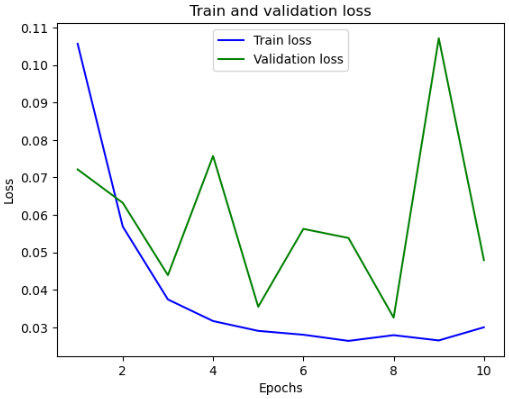 Train and validation loss
Train loss
Validation loss
0.11
0.10
0.09
0.08
0.07
0.06
0.05
0.04
0.03
Loss
2 4 6 8 10
Epochs